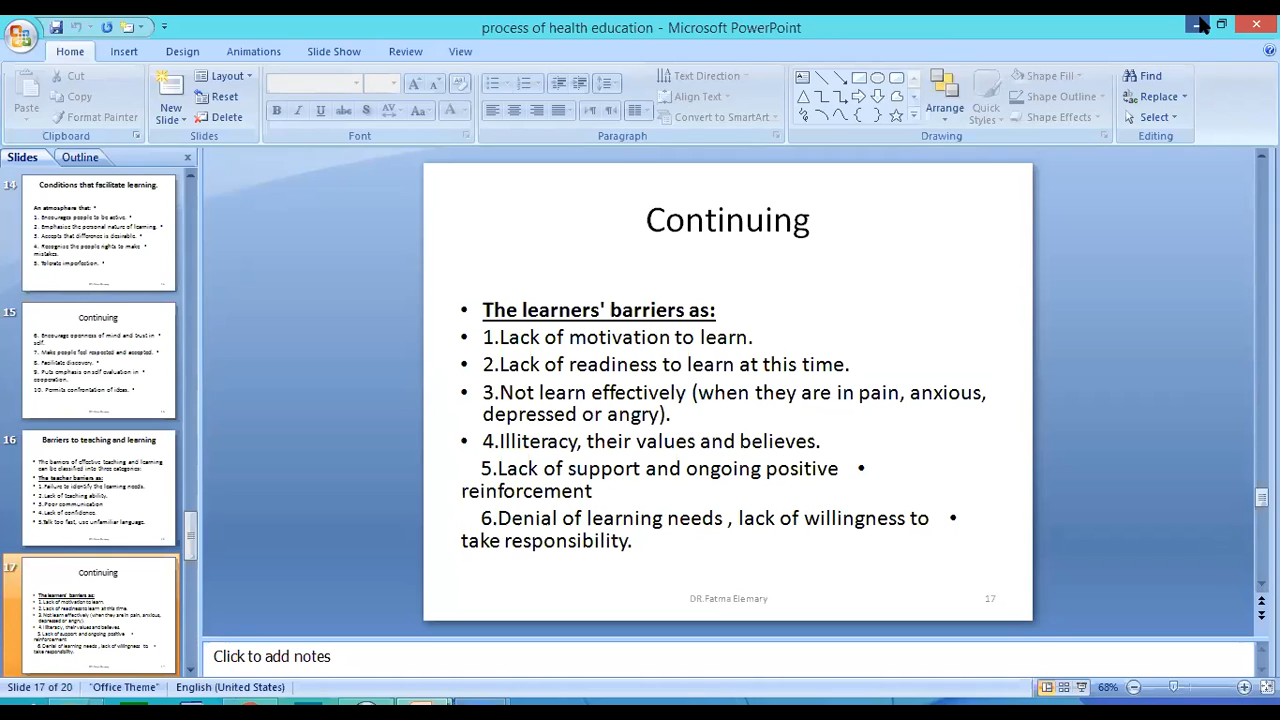 process of health education - Microsoft PowerPoint
Home Insert Design Animations Slide Show Review View
Cut
Copy
Format Painter
Paste
Clipboard
New Slide
Layout
Reset
Delete
Slides
B I U abc S AV Aa A
Font
Text Direction
Align Text
Convert to SmartArt
Paragraph
Arrange
Quick Styles
Shape Fill
Shape Outline
Shape Effects
Drawing
Find
Replace
Select
Editing
Slides Outline
14
Conditions that facilitate learning.
An atmosphere that: •
1. Encourages people to be active. •
2. Emphasise the personal nature of learning. •
3. Accepts that difference is desirable. •
4. Recognise the people rights to make •
mistakes.
5. Tolerate imperfection. •
15
Continuing
6. Encourage openness of mind and trust in •
self.
7. Make people feel respected and accepted. •
8. Facilitate discovery. •
9. Puts emphasis on self evaluation in •
cooperation.
10. Permits confrontation of ideas. •
16
Barriers to teaching and learning
• The barriers of effective teaching and learning
can be classified into three categories:
• The teacher barriers as:
• 1.Failure to identify the learning needs.
• 2.Lack of teaching ability.
• 3.Poor communication
• 4.Lack of confidence.
• 5.Talk too fast, use unfamiliar language.
17
Continuing
• The learners' barriers as:
• 1.Lack of motivation to learn.
• 2.Lack of readiness to learn at this time.
• 3.Not learn effectively (when they are in pain, anxious,
depressed or angry).
• 4.Illiteracy, their values and believes.
5.Lack of support and ongoing positive •
reinforcement
6.Denial of learning needs , lack of willingness to •
take responsibility.
Continuing
• The learners' barriers as:
• 1.Lack of motivation to learn.
• 2.Lack of readiness to learn at this time.
• 3.Not learn effectively (when they are in pain, anxious,
depressed or angry).
• 4.Illiteracy, their values and believes.
5.Lack of support and ongoing positive •
reinforcement
6.Denial of learning needs , lack of willingness to •
take responsibility.
DR.Fatma Elemary 17
Click to add notes
Slide 17 of 20 "Office Theme" English (United States) 68%